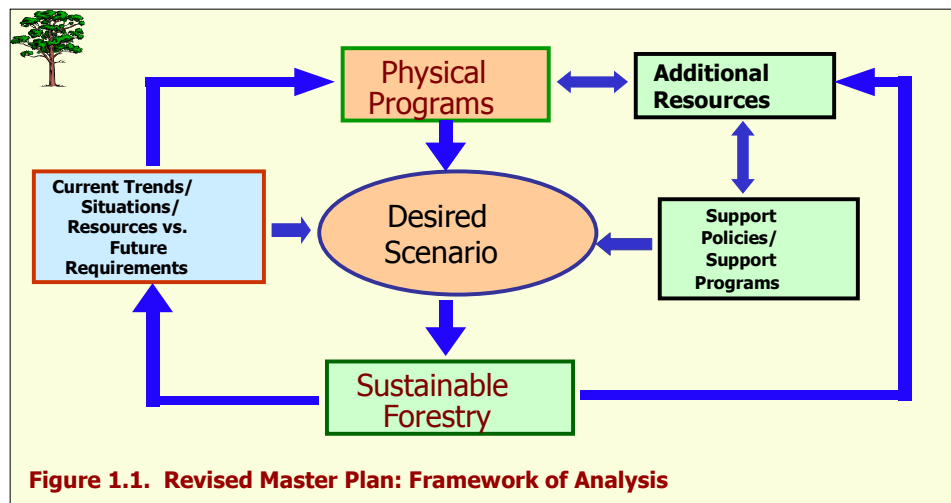 Physical
Programs
Additional
Resources
Current Trends/
Situations/
Resources vs.
Future
Requirements
Desired
Scenario
Support
Policies/
Support
Programs
Sustainable
Forestry
Figure 1.1. Revised Master Plan: Framework of Analysis